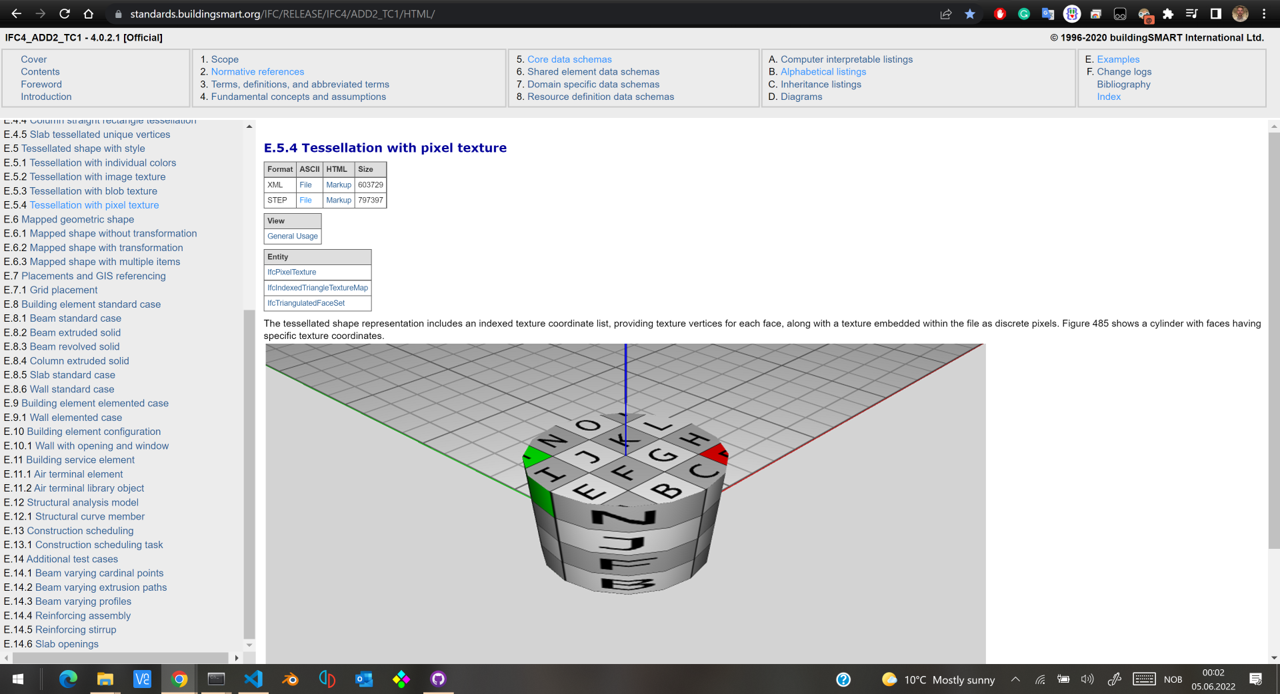 standards.buildingsmart.org/IFC/RELEASE/IFC4/ADD2_TC1/HTML/
IFC4_ADD2_TC1 - 4.0.2.1 [Official]
© 1996-2020 buildingSMART International Ltd.
Cover
Contents
Foreword
Introduction
1. Scope
2. Normative references
3. Terms, definitions, and abbreviated terms
4. Fundamental concepts and assumptions
5. Core data schemas
6. Shared element data schemas
7. Domain specific data schemas
8. Resource definition data schemas
A. Computer interpretable listings
B. Alphabetical listings
C. Inheritance listings
D. Diagrams
E. Examples
F. Change logs
Bibliography
Index
E.4.4 Column straight rectangle tessellation
E.4.5 Slab tessellated unique vertices
E.5 Tessellated shape with style
E.5.1 Tessellation with individual colors
E.5.2 Tessellation with image texture
E.5.3 Tessellation with blob texture
E.5.4 Tessellation with pixel texture
E.6 Mapped geometric shape
E.6.1 Mapped shape without transformation
E.6.2 Mapped shape with transformation
E.6.3 Mapped shape with multiple items
E.7 Placements and GIS referencing
E.7.1 Grid placement
E.8 Building element standard case
E.8.1 Beam standard case
E.8.2 Beam extruded solid
E.8.3 Beam revolved solid
E.8.4 Column extruded solid
E.8.5 Slab standard case
E.8.6 Wall standard case
E.9 Building element elemented case
E.9.1 Wall elemented case
E.10 Building element configuration
E.10.1 Wall with opening and window
E.11 Building service element
E.11.1 Air terminal element
E.11.2 Air terminal library object
E.12 Structural analysis model
E.12.1 Structural curve member
E.13 Construction scheduling
E.13.1 Construction scheduling task
E.14 Additional test cases
E.14.1 Beam varying cardinal points
E.14.2 Beam varying extrusion paths
E.14.3 Beam varying profiles
E.14.4 Reinforcing assembly
E.14.5 Reinforcing stirrup
E.14.6 Slab openings
E.5.4 Tessellation with pixel texture
Format ASCII HTML Size
XML File Markup 603729
STEP File Markup 797397
View
General Usage
Entity
IfcPixelTexture
IfcIndexedTriangleTextureMap
IfcTriangulatedFaceSet
The tessellated shape representation includes an indexed texture coordinate list, providing texture vertices for each face, along with a texture embedded within the file as discrete pixels. Figure 485 shows a cylinder with faces having
specific texture coordinates.
O L
N K H
J G
I F C
E B
N
J
F
B
10°C Mostly sunny
NOB
00:02
05.06.2022